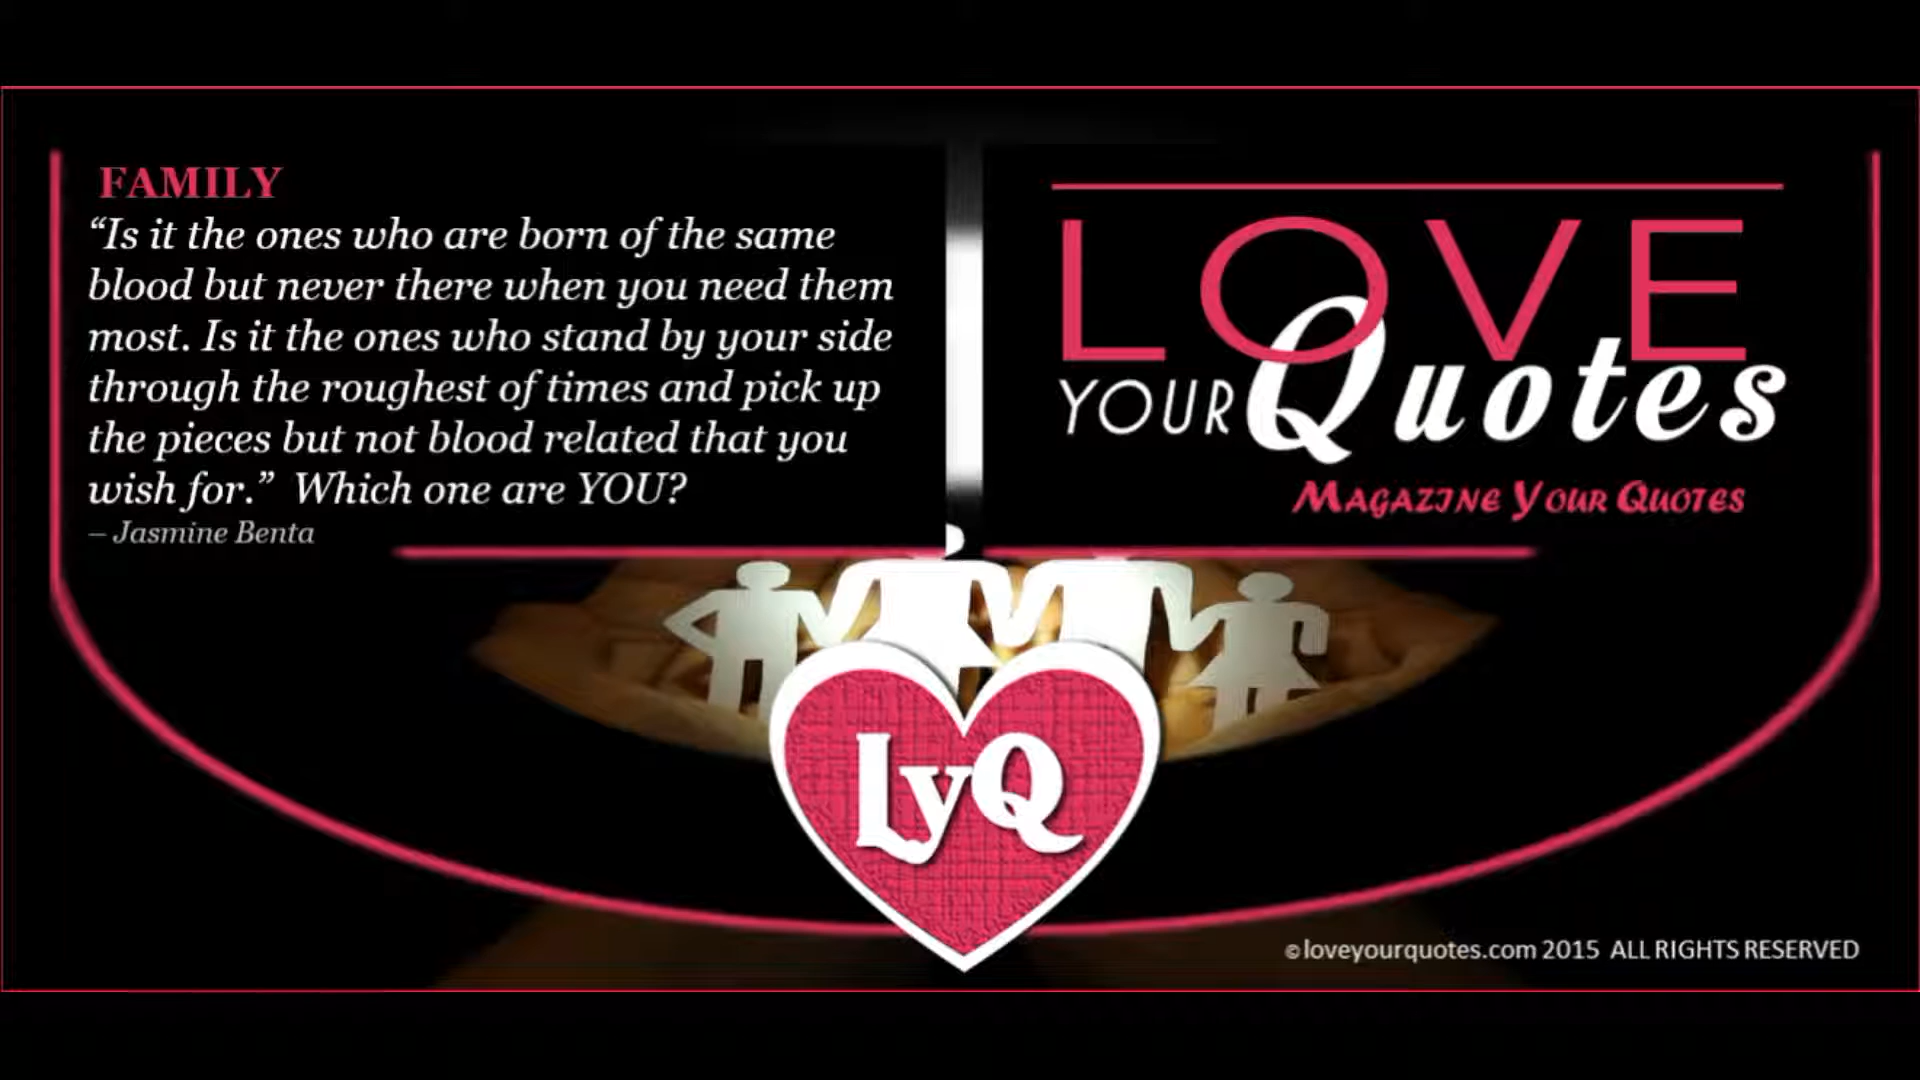 FAMILY
“Is it the ones who are born of the same
blood but never there when you need them
most. Is it the ones who stand by your side
through the roughest of times and pick up
the pieces but not blood related that you
wish for.”  Which one are YOU?
– Jasmine Benta
LOVE
YOUR Quotes
MAGAZINE YOUR QUOTES
LyQ
©loveyourquotes.com 2015 ALL RIGHTS RESERVED